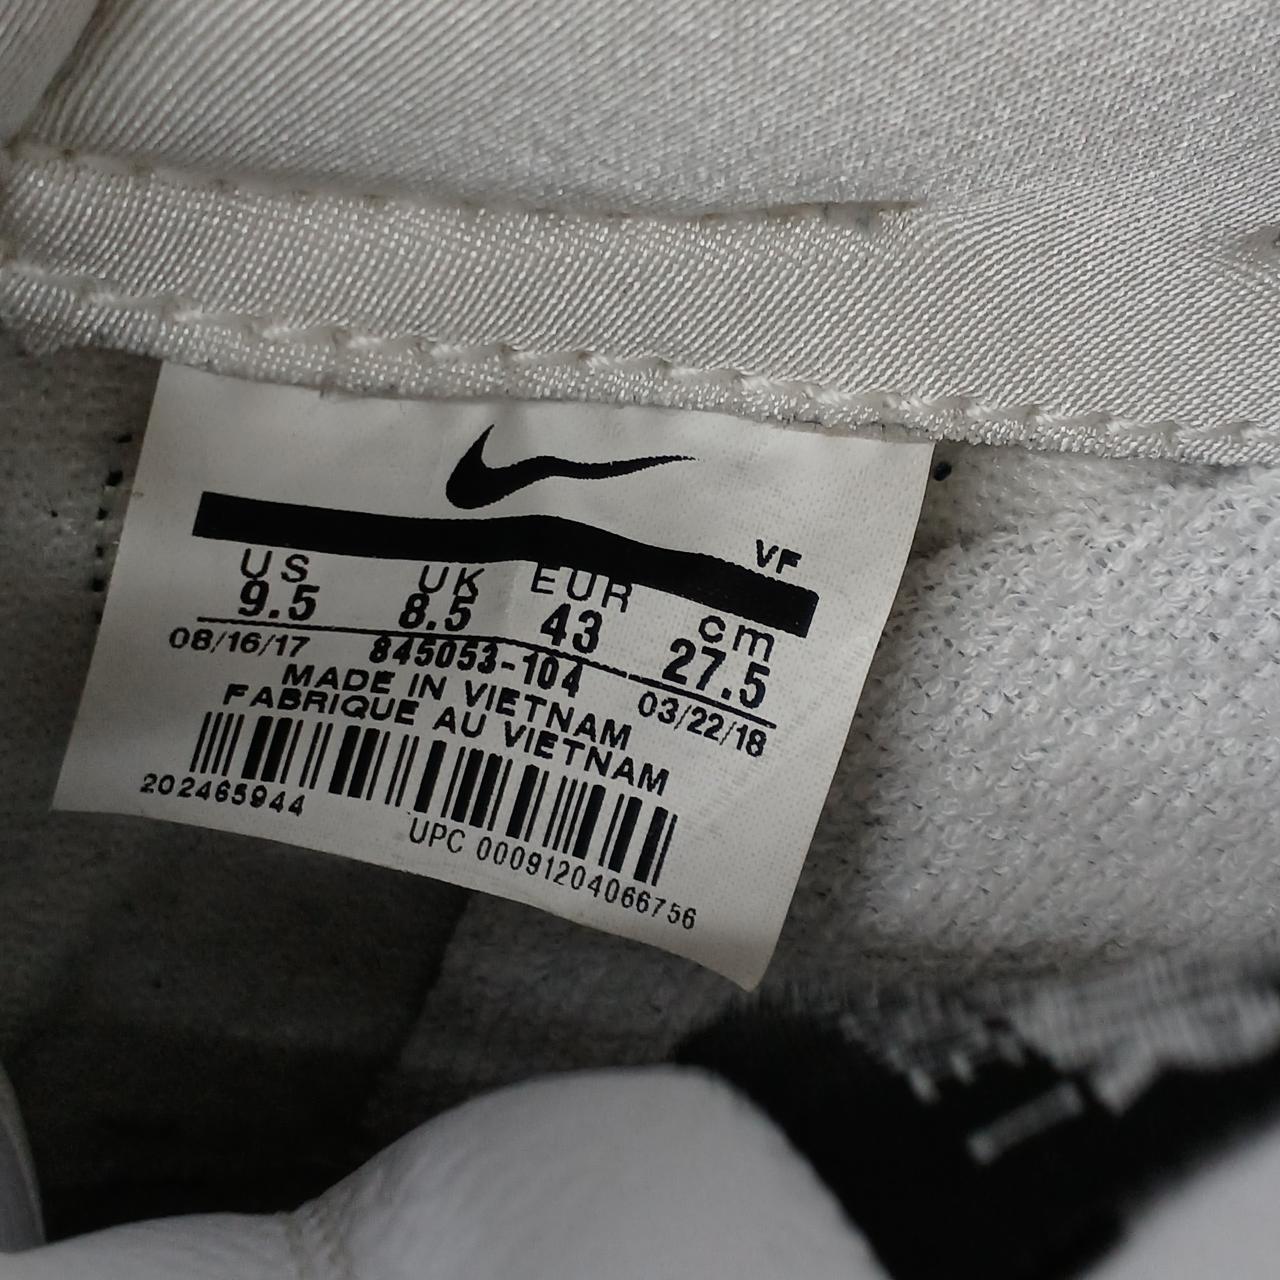 VF
US UK EUR cm
9.5 8.5 43 27.5
08/16/17 845053-104 03/22/18
MADE IN VIETNAM
FABRIQUE AU VIETNAM
202465944
UPC 00091204066756